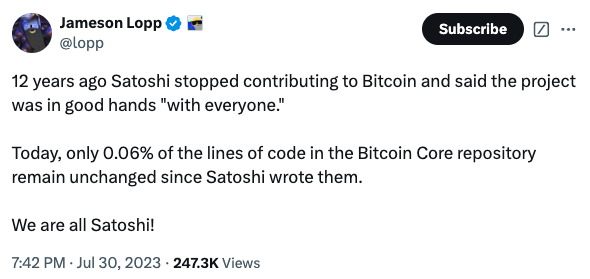 Jameson Lopp
@lopp
Subscribe
12 years ago Satoshi stopped contributing to Bitcoin and said the project
was in good hands "with everyone."
Today, only 0.06% of the lines of code in the Bitcoin Core repository
remain unchanged since Satoshi wrote them.
We are all Satoshi!
7:42 PM · Jul 30, 2023 · 247.3K Views